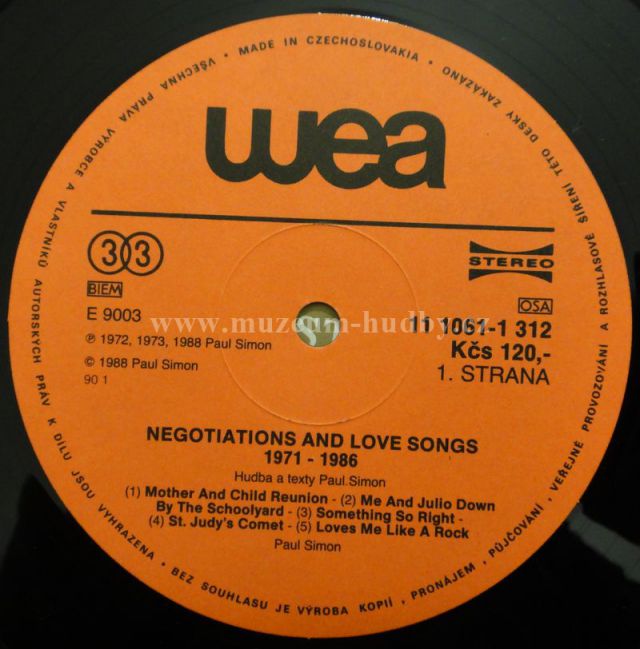 • VŠECHNA PRÁVA VÝROBCE A VLASTNÍKŮ AUTORSKÝCH PRÁV K DÍLU JSOU VYHRAZENA • BEZ SOUHLASU JE VÝROBA KOPIÍ, PRONÁJEM, PŮJČOVÁNÍ, VEŘEJNÉ PROVOZOVÁNÍ A ROZHLASOVÉ ŠÍŘENÍ TÉTO DESKY ZAKÁZÁNO • MADE IN CZECHOSLOVAKIA
wea
33
STEREO
BIEM
OSA
E 9003
11 1067-1 312
www.muzeum-hudby.cz
℗ 1972, 1973, 1988 Paul Simon
Kčs 120,-
© 1988 Paul Simon
1. STRANA
90 1
NEGOTIATIONS AND LOVE SONGS
1971 - 1986
Hudba a texty Paul Simon
(1) Mother And Child Reunion - (2) Me And Julio Down
By The Schoolyard - (3) Something So Right -
(4) St. Judy's Comet - (5) Loves Me Like A Rock
Paul Simon